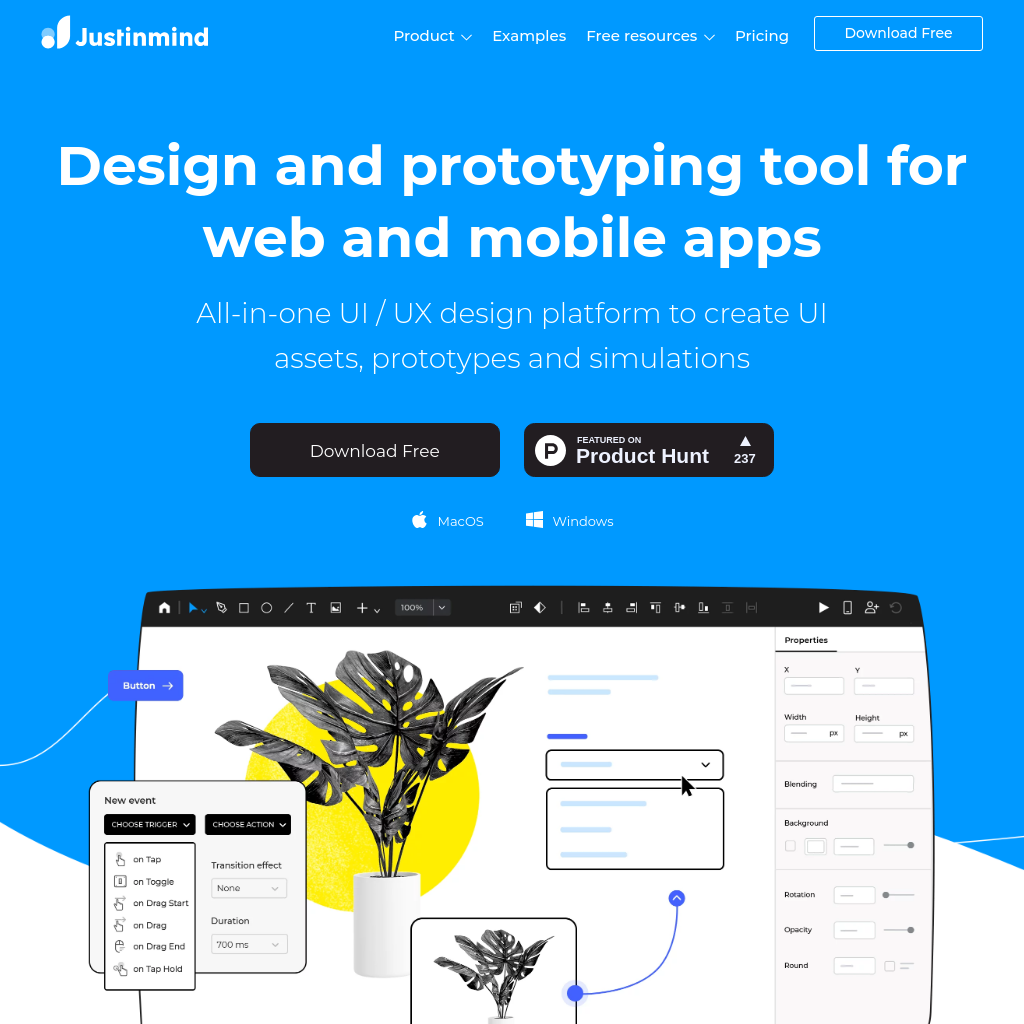 Justinmind
Product
Examples
Free resources
Pricing
Download Free
Design and prototyping tool for
web and mobile apps
All-in-one UI / UX design platform to create UI
assets, prototypes and simulations
Download Free
P
FEATURED ON
Product Hunt
237
MacOS
Windows
100%
Properties
X
Y
Width
Height
px
px
Blending
Background
Rotation
Opacity
Round
Button
New event
CHOOSE TRIGGER
CHOOSE ACTION
on Tap
on Toggle
on Drag Start
on Drag
on Drag End
on Tap Hold
Transition effect
None
Duration
700 ms